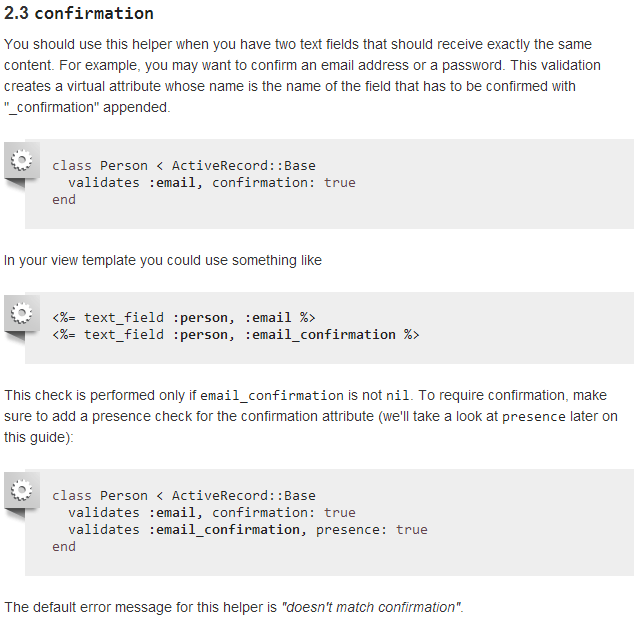 2.3 confirmation
You should use this helper when you have two text fields that should receive exactly the same
content. For example, you may want to confirm an email address or a password. This validation
creates a virtual attribute whose name is the name of the field that has to be confirmed with
"_confirmation" appended.
class Person < ActiveRecord::Base
  validates :email, confirmation: true
end
In your view template you could use something like
<%= text_field :person, :email %>
<%= text_field :person, :email_confirmation %>
This check is performed only if email_confirmation is not nil. To require confirmation, make
sure to add a presence check for the confirmation attribute (we'll take a look at presence later on
this guide):
class Person < ActiveRecord::Base
  validates :email, confirmation: true
  validates :email_confirmation, presence: true
end
The default error message for this helper is "doesn't match confirmation".